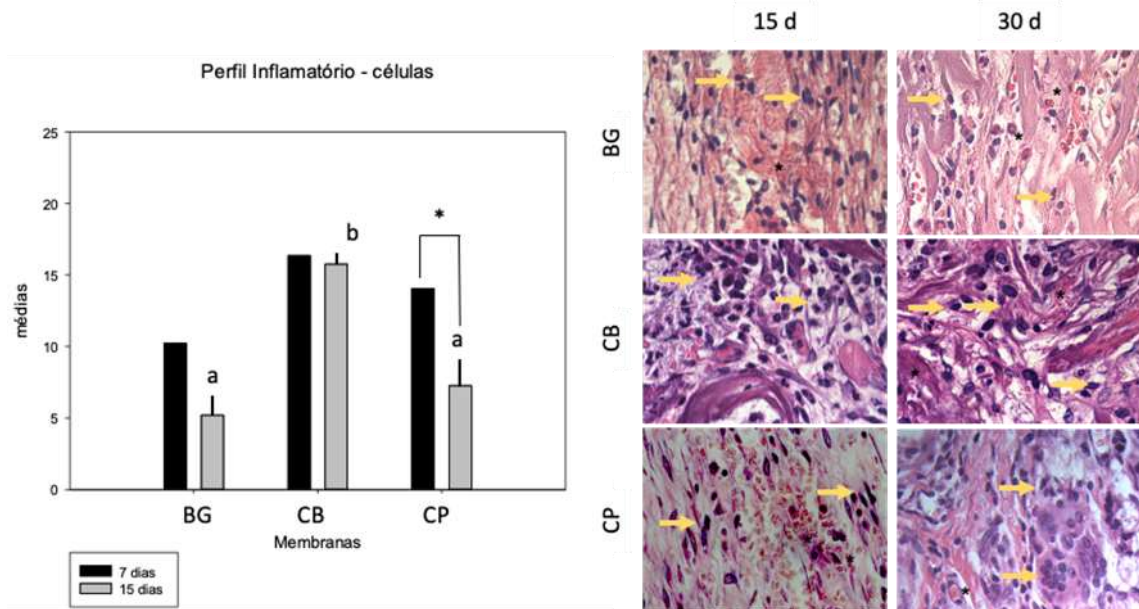 Perfil Inflamatório - células
25
20
15
10
5
0
médias
a
b
*
a
BG
CB
CP
Membranas
7 dias
15 dias
15 d
30 d
BG
*
*
*
CB
*
*
CP
*
*